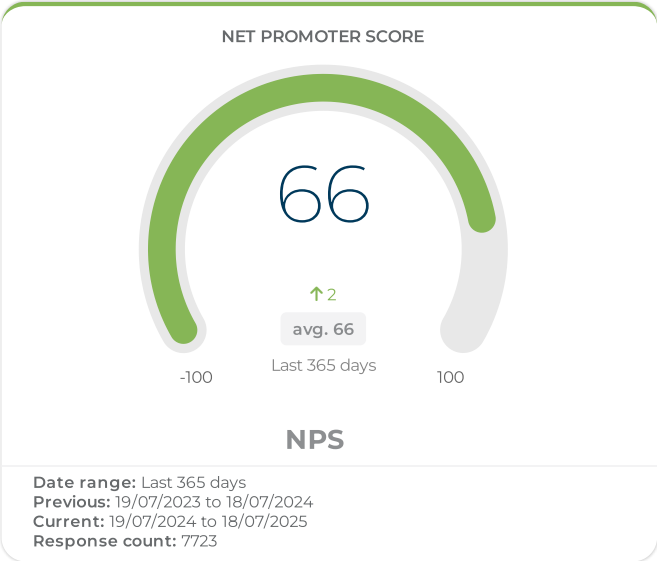 NET PROMOTER SCORE
66
2
avg. 66
Last 365 days
-100
100
NPS
Date range: Last 365 days
Previous: 19/07/2023 to 18/07/2024
Current: 19/07/2024 to 18/07/2025
Response count: 7723